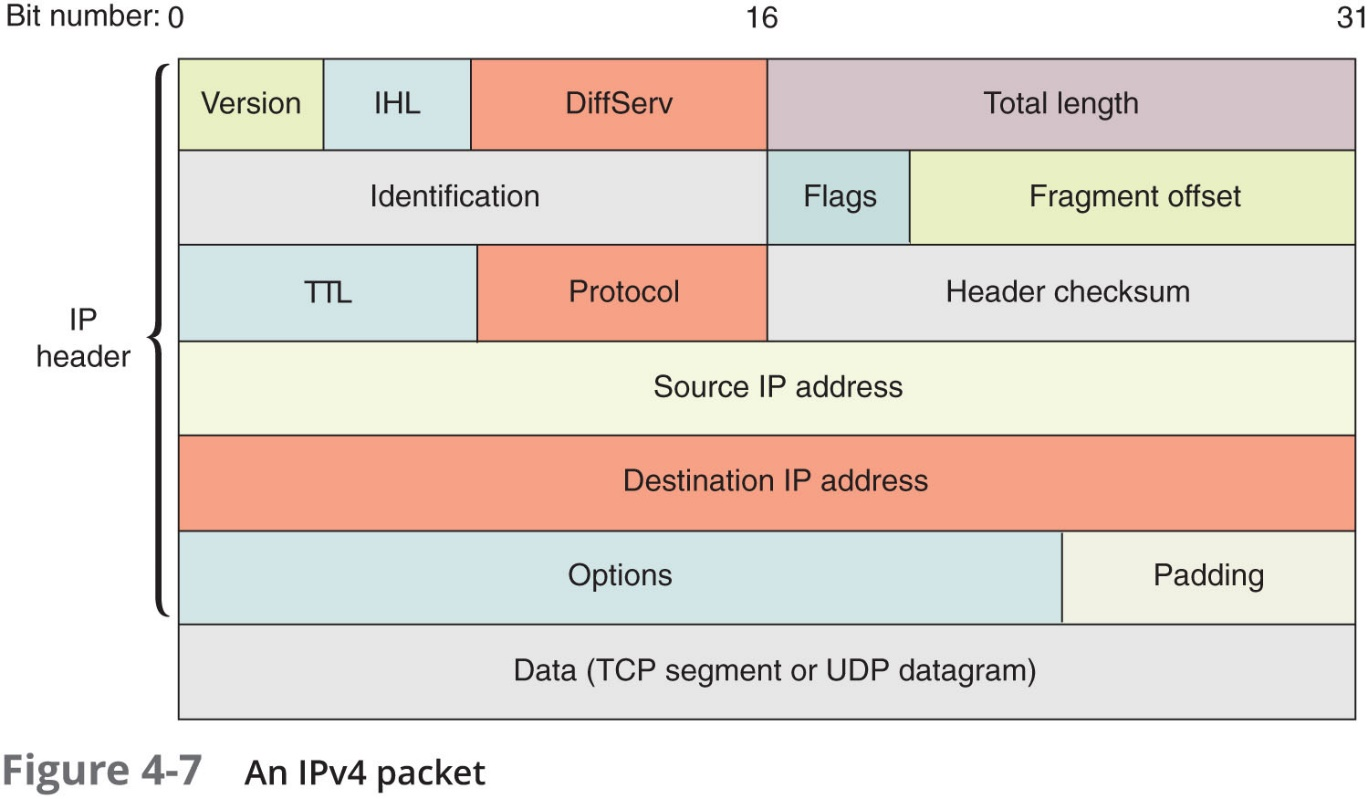 Bit number: 0 16 31
Version IHL DiffServ Total length
Identification Flags Fragment offset
TTL Protocol Header checksum
IP
header
Source IP address
Destination IP address
Options Padding
Data (TCP segment or UDP datagram)
Figure 4-7 An IPv4 packet